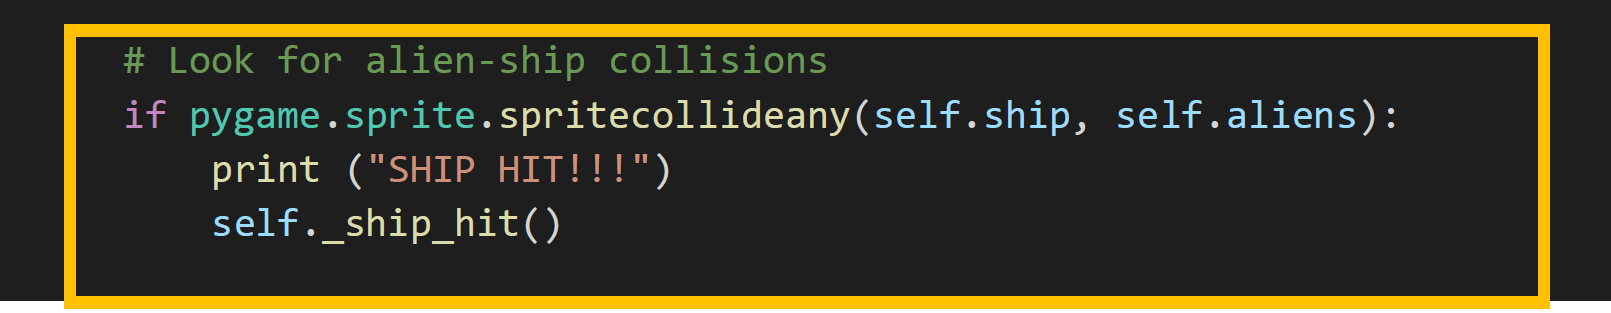 # Look for alien-ship collisions
if pygame.sprite.spritecollideany(self.ship, self.aliens):
print ("SHIP HIT!!!")
self._ship_hit()